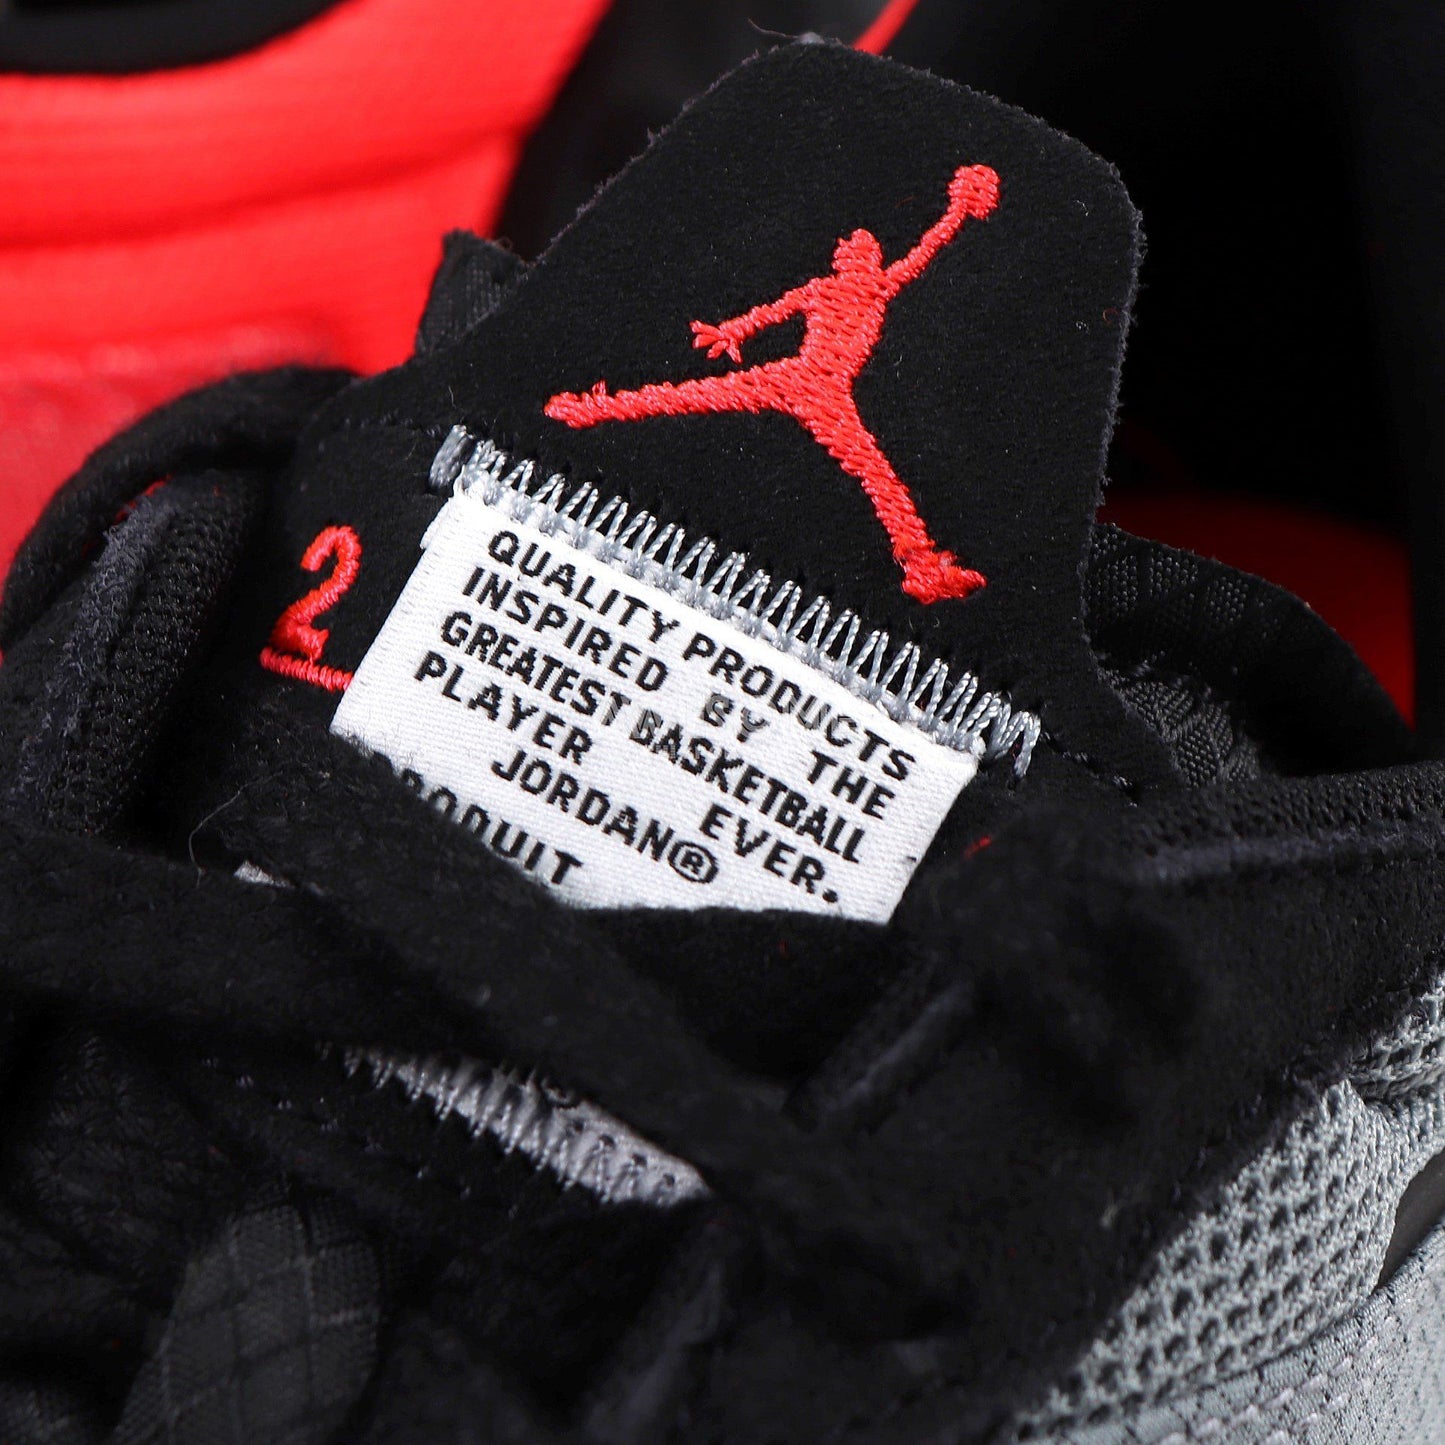 2
QUALITY PRODUCTS
INSPIRED BY THE
GREATEST BASKETBALL
PLAYER EVER.
JORDAN®